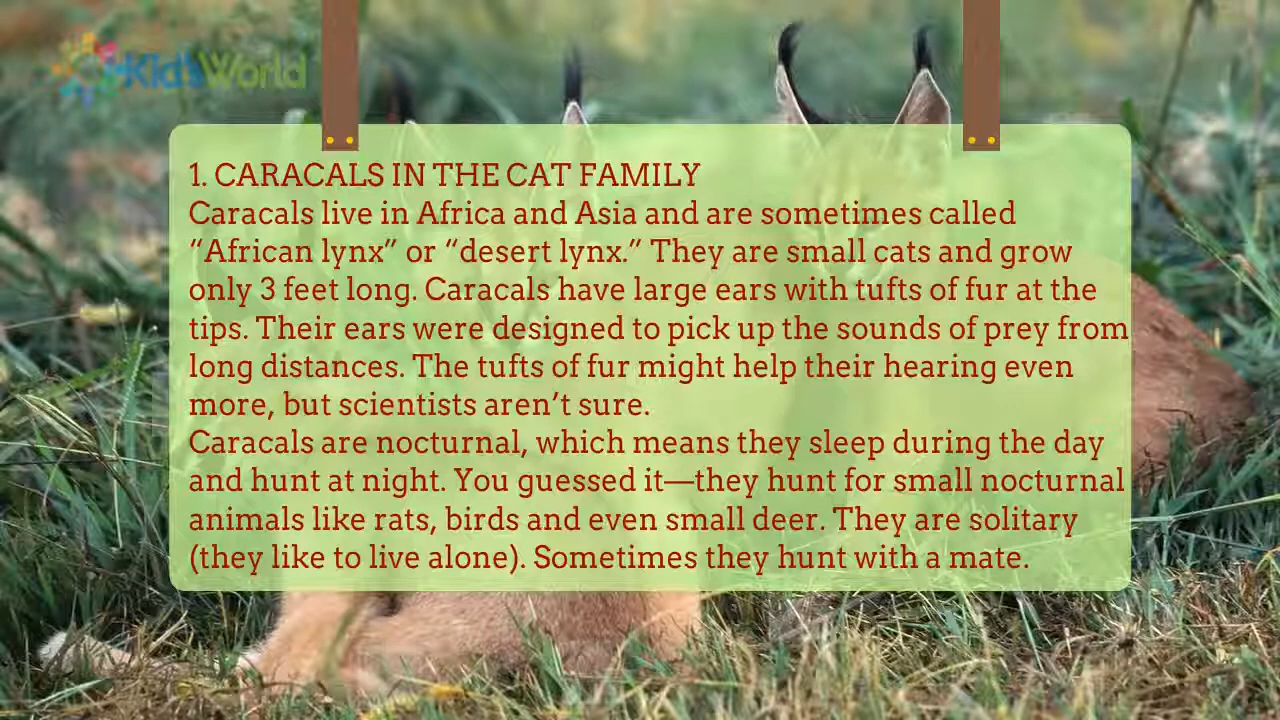 Kid'sWorld
1. CARACALS IN THE CAT FAMILY
Caracals live in Africa and Asia and are sometimes called
“African lynx” or “desert lynx.” They are small cats and grow
only 3 feet long. Caracals have large ears with tufts of fur at the
tips. Their ears were designed to pick up the sounds of prey from
long distances. The tufts of fur might help their hearing even
more, but scientists aren’t sure.
Caracals are nocturnal, which means they sleep during the day
and hunt at night. You guessed it—they hunt for small nocturnal
animals like rats, birds and even small deer. They are solitary
(they like to live alone). Sometimes they hunt with a mate.